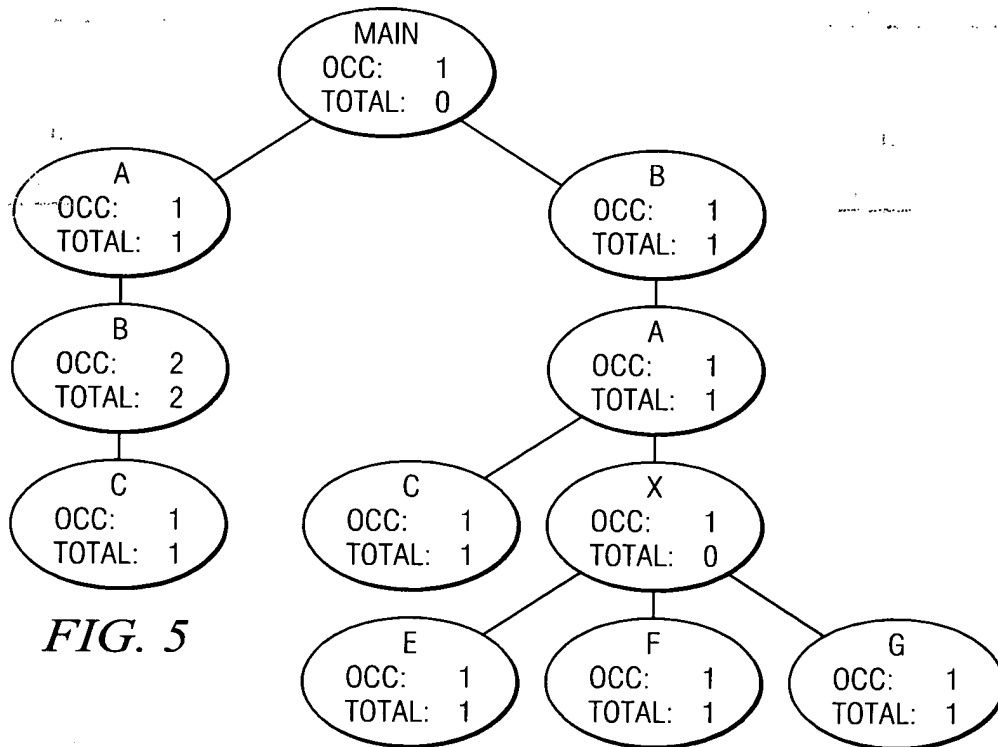 MAIN
OCC: 1
TOTAL: 0
A
OCC: 1
TOTAL: 1
B
OCC: 1
TOTAL: 1
B
OCC: 2
TOTAL: 2
A
OCC: 1
TOTAL: 1
C
OCC: 1
TOTAL: 1
C
OCC: 1
TOTAL: 1
X
OCC: 1
TOTAL: 0
FIG. 5
E
OCC: 1
TOTAL: 1
F
OCC: 1
TOTAL: 1
G
OCC: 1
TOTAL: 1